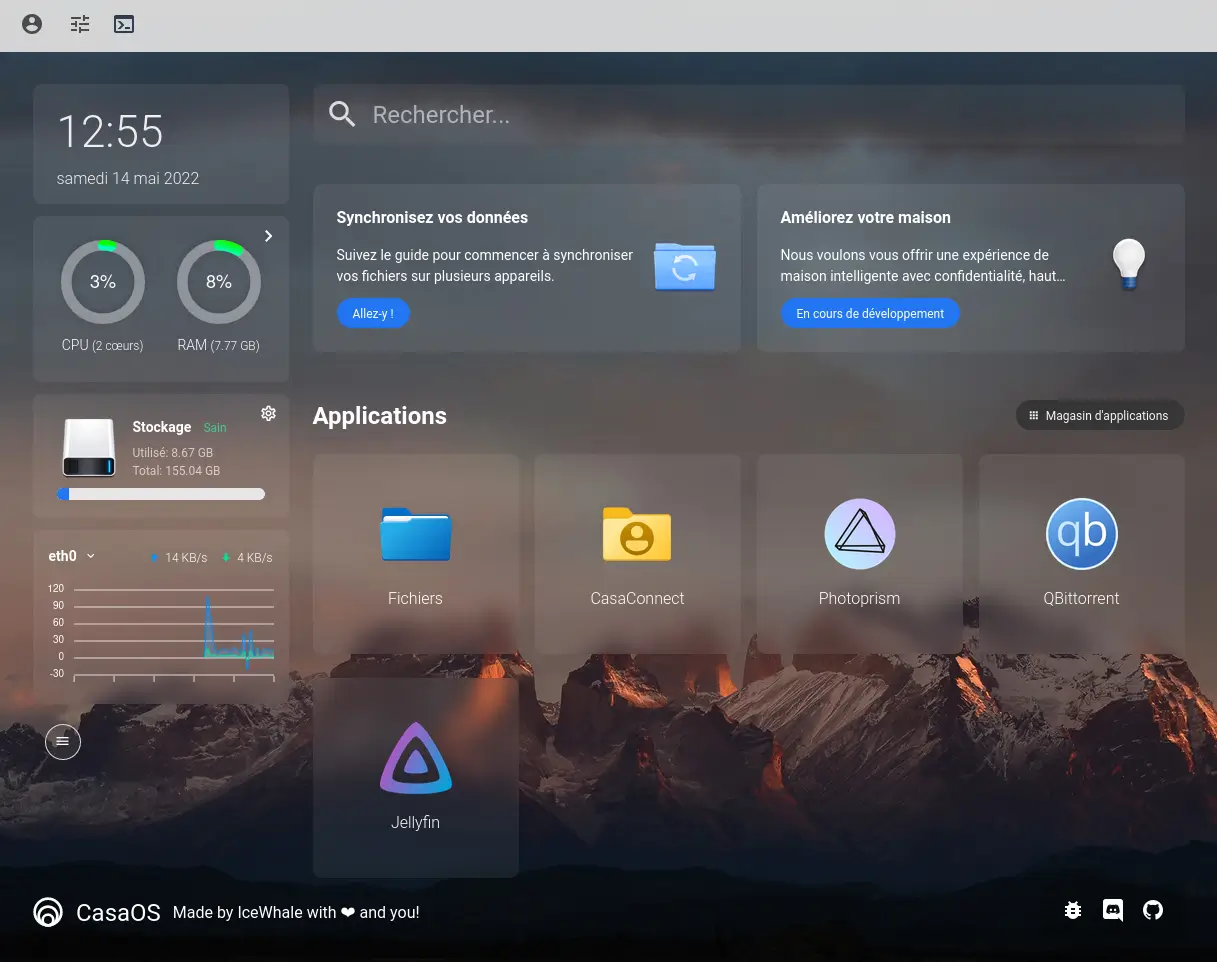 12:55
samedi 14 mai 2022
3%
8%
CPU (2 cœurs)
RAM (7.77 GB)
Stockage Sain
Utilisé: 8.67 GB
Total: 155.04 GB
eth0
14 KB/s
4 KB/s
120
90
60
30
0
-30
Rechercher...
Synchronisez vos données
Suivez le guide pour commencer à synchroniser
vos fichiers sur plusieurs appareils.
Allez-y !
Améliorez votre maison
Nous voulons vous offrir une expérience de
maison intelligente avec confidentialité, haut...
En cours de développement
Applications
Magasin d'applications
Fichiers
CasaConnect
Photoprism
qb
QBittorrent
Jellyfin
CasaOS Made by IceWhale with ❤ and you!